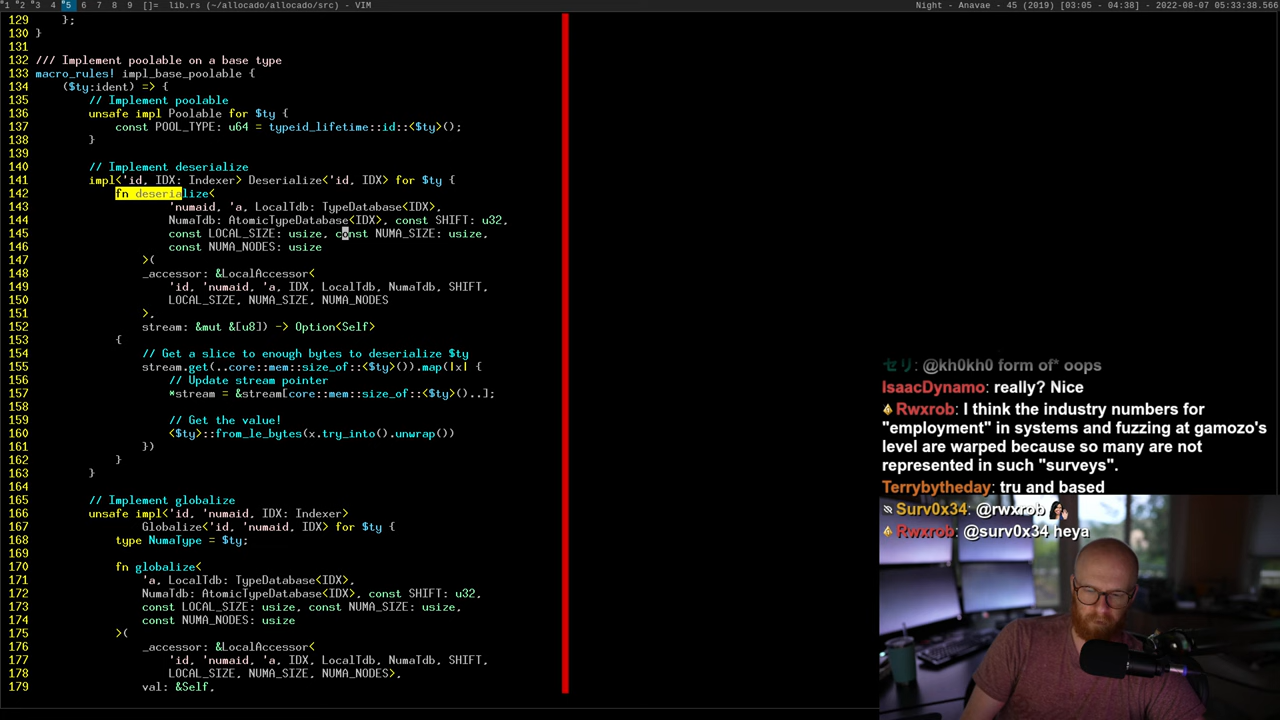 1 2 3 4 5 6 7 8 9 []= lib.rs (~/allocado/allocado/src) - VIM
Night - Anavae - 45 (2019) [03:05 - 04:38] - 2022-08-07 05:33:38.566
129     };
130 }
131
132 /// Implement poolable on a base type
133 macro_rules! impl_base_poolable {
134     ($ty:ident) => {
135         // Implement poolable
136         unsafe impl Poolable for $ty {
137             const POOL_TYPE: u64 = typeid_lifetime::id::<$ty>();
138         }
139
140         // Implement deserialize
141         impl<'id, IDX: Indexer> Deserialize<'id, IDX> for $ty {
142             fn deserialize<
143                     'numaid, 'a, LocalTdb: TypeDatabase<IDX>,
144                     NumaTdb: AtomicTypeDatabase<IDX>, const SHIFT: u32,
145                     const LOCAL_SIZE: usize, const NUMA_SIZE: usize,
146                     const NUMA_NODES: usize
147                 >(
148                 _accessor: &LocalAccessor<
149                     'id, 'numaid, 'a, IDX, LocalTdb, NumaTdb, SHIFT,
150                     LOCAL_SIZE, NUMA_SIZE, NUMA_NODES
151                 >,
152                 stream: &mut &[u8]) -> Option<Self>
153             {
154                 // Get a slice to enough bytes to deserialize $ty
155                 stream.get(..core::mem::size_of::<$ty>()).map(|x| {
156                     // Update stream pointer
157                     *stream = &stream[core::mem::size_of::<$ty>()..];
158
159                     // Get the value!
160                     <$ty>::from_le_bytes(x.try_into().unwrap())
161                 })
162             }
163         }
164
165         // Implement globalize
166         unsafe impl<'id, 'numaid, IDX: Indexer>
167                 Globalize<'id, 'numaid, IDX> for $ty {
168             type NumaType = $ty;
169
170             fn globalize<
171                 'a, LocalTdb: TypeDatabase<IDX>,
172                 NumaTdb: AtomicTypeDatabase<IDX>, const SHIFT: u32,
173                 const LOCAL_SIZE: usize, const NUMA_SIZE: usize,
174                 const NUMA_NODES: usize
175             >(
176                 _accessor: &LocalAccessor<
177                     'id, 'numaid, 'a, IDX, LocalTdb, NumaTdb, SHIFT,
178                     LOCAL_SIZE, NUMA_SIZE, NUMA_NODES>,
179                 val: &Self,
セリ: @kh0kh0 form of* oops
IsaacDynamo: really? Nice
Rwxrob: I think the industry numbers for
"employment" in systems and fuzzing at gamozo's
level are warped because so many are not
represented in such "surveys".
Terrybytheday: tru and based
Surv0x34: @rwxrob
Rwxrob: @surv0x34 heya